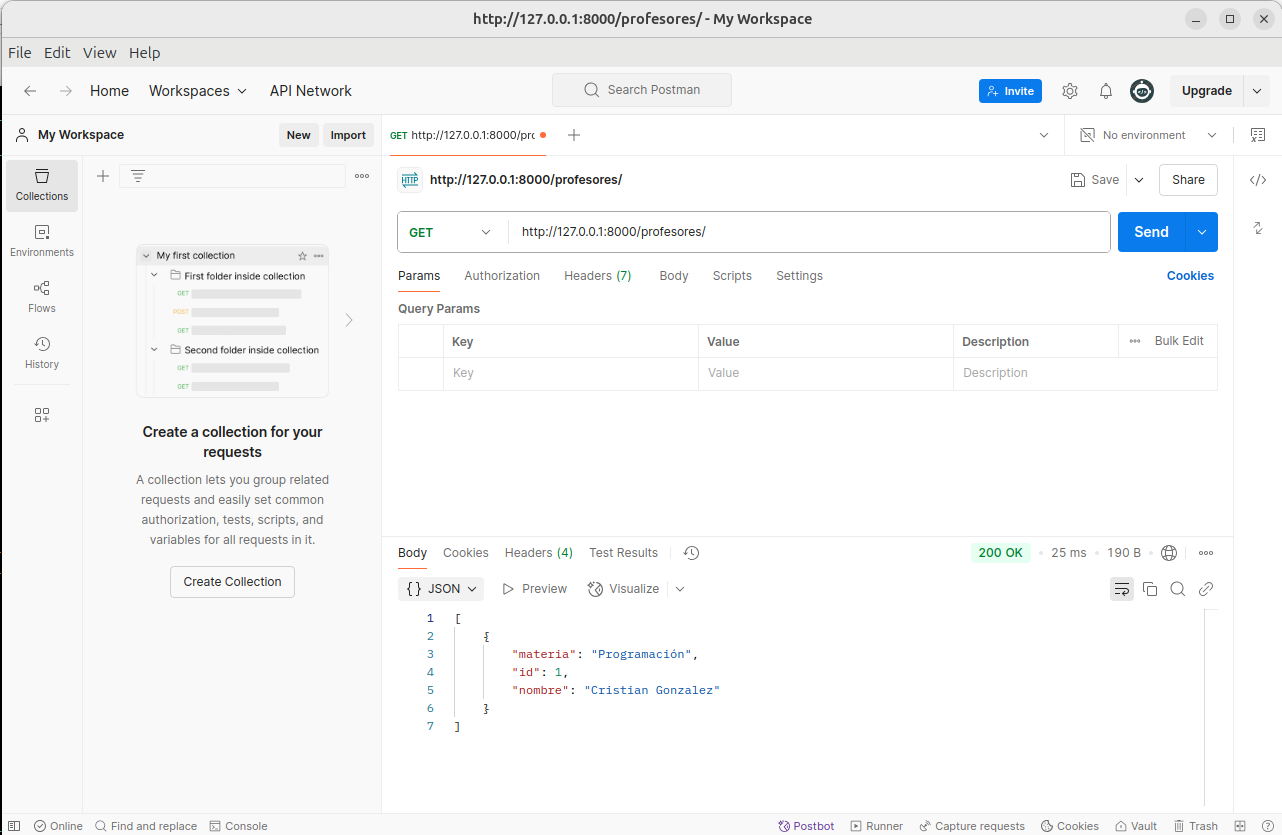 http://127.0.0.1:8000/profesores/ - My Workspace
File Edit View Help
Home Workspaces API Network Search Postman Invite Upgrade
My Workspace New Import GET http://127.0.0.1:8000/pro No environment
Collections
Environments
Flows
History
My first collection
First folder inside collection
GET
POST
GET
Second folder inside collection
GET
GET
Create a collection for your
requests
A collection lets you group related
requests and easily set common
authorization, tests, scripts, and
variables for all requests in it.
Create Collection
HTTP http://127.0.0.1:8000/profesores/ Save Share
GET http://127.0.0.1:8000/profesores/ Send
Params Authorization Headers (7) Body Scripts Settings Cookies
Query Params
Key Value Description Bulk Edit
Key Value Description
Body Cookies Headers (4) Test Results 200 OK 25 ms 190 B
{} JSON Preview Visualize
1 [
2 {
3 "materia": "Programación",
4 "id": 1,
5 "nombre": "Cristian Gonzalez"
6 }
7 ]
Online Find and replace Console Postbot Runner Capture requests Cookies Vault Trash